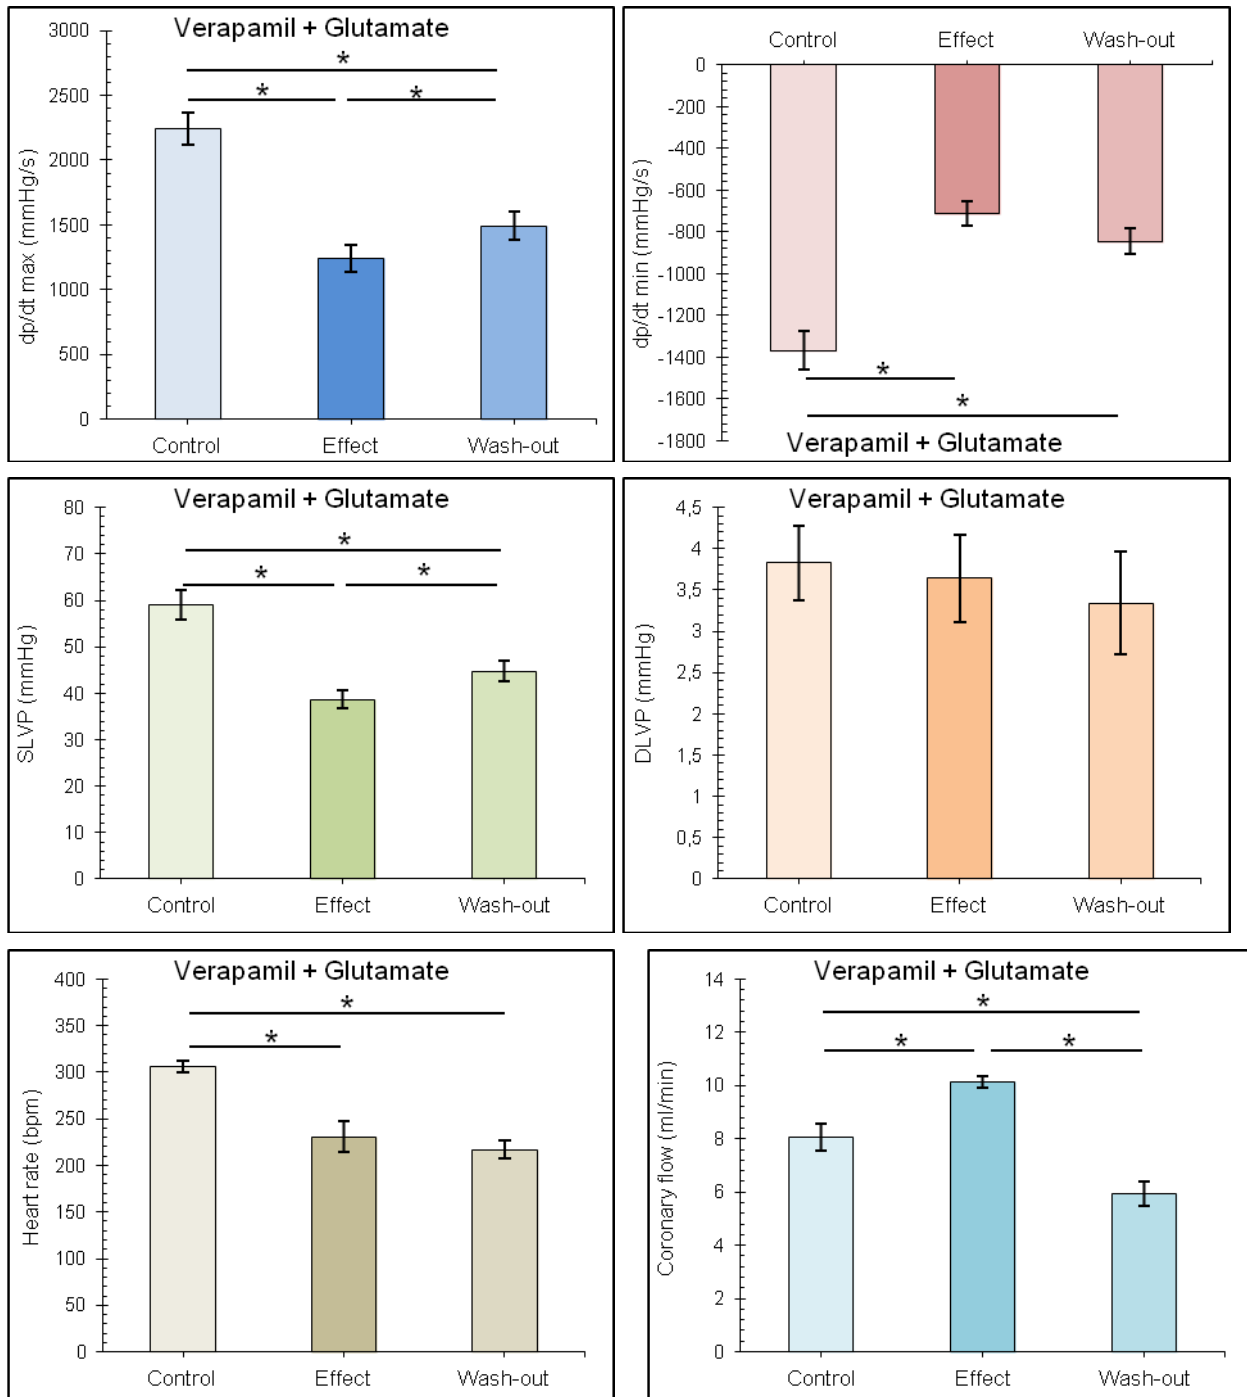 Verapamil + Glutamate
dp/dt max (mmHg/s)
3000
2500
2000
1500
1000
500
0
*
*
*
Control
Effect
Wash-out
Control
Effect
Wash-out
dp/dt min (mmHg/s)
0
-200
-400
-600
-800
-1000
-1200
-1400
-1600
-1800
*
*
Verapamil + Glutamate
Verapamil + Glutamate
SLVP (mmHg)
80
70
60
50
40
30
20
10
0
*
*
*
Control
Effect
Wash-out
Verapamil + Glutamate
DLVP (mmHg)
4,5
4
3,5
3
2,5
2
1,5
1
0,5
0
Control
Effect
Wash-out
Verapamil + Glutamate
Heart rate (bpm)
400
350
300
250
200
150
100
50
0
*
*
Control
Effect
Wash-out
Verapamil + Glutamate
Coronary flow (ml/min)
14
12
10
8
6
4
2
0
*
*
*
Control
Effect
Wash-out